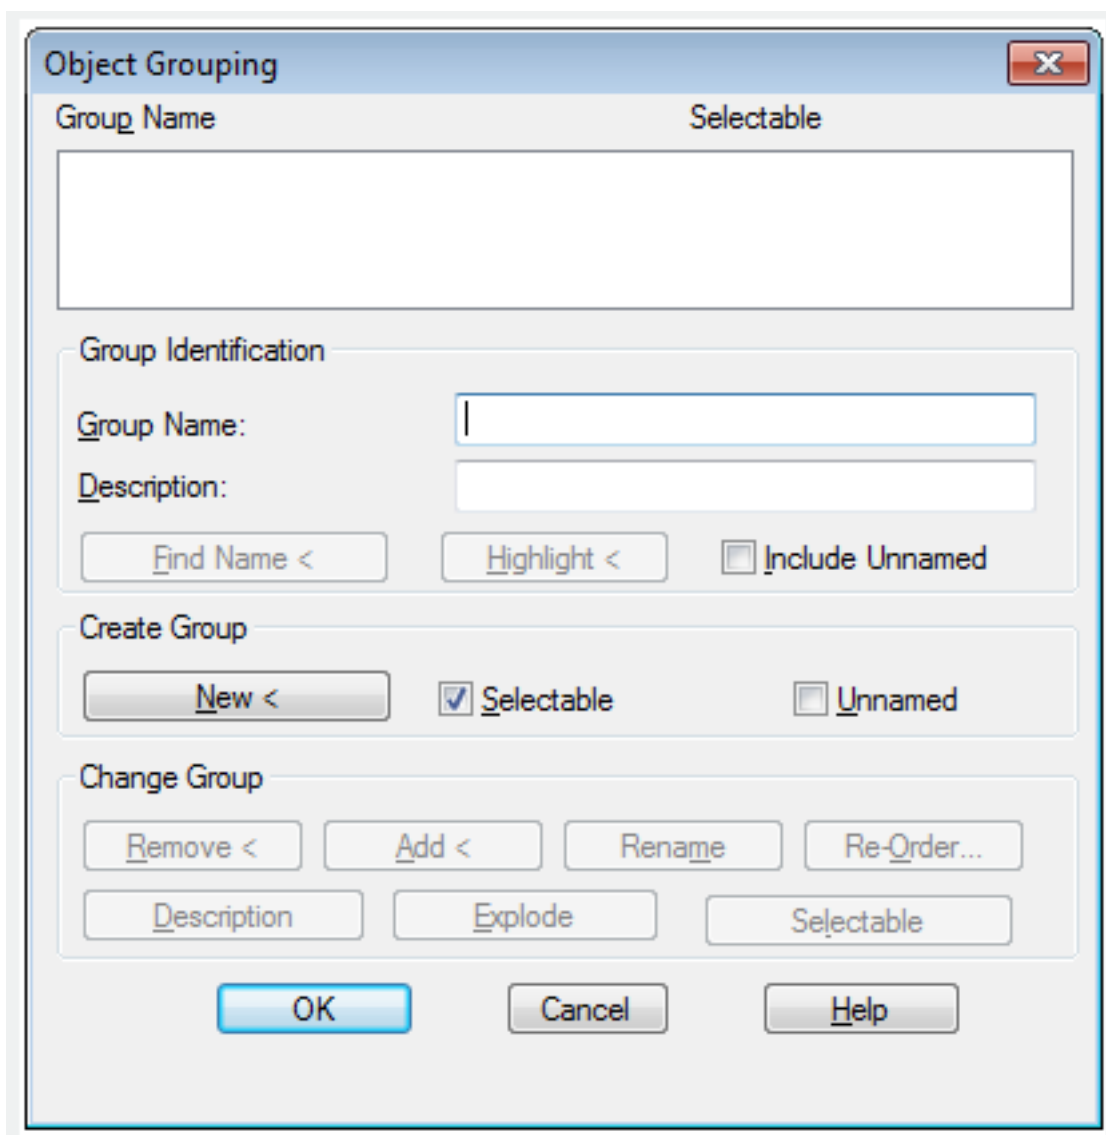 Object Grouping
Group Name Selectable
Group Identification
Group Name:
Description:
Find Name < Highlight < Include Unnamed
Create Group
New < Selectable Unnamed
Change Group
Remove < Add < Rename Re-Order...
Description Explode Selectable
OK Cancel Help